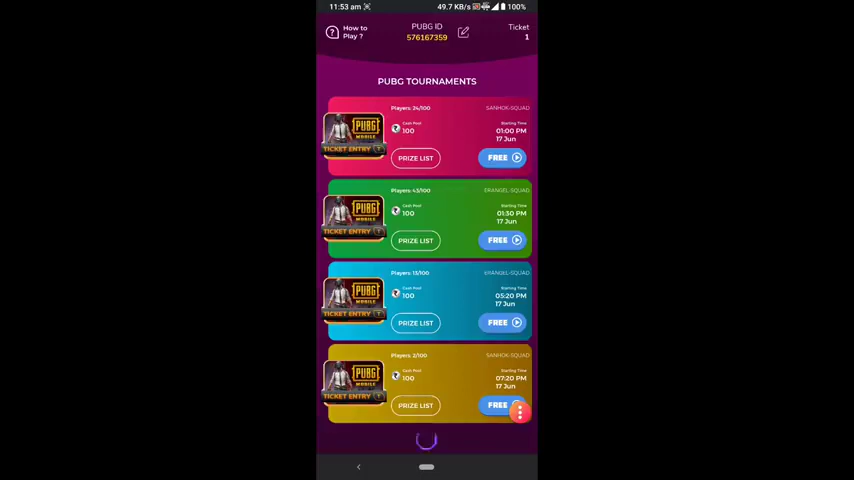 11:53 am 49.7 KB/s 100%
How to Play ?
PUBG ID
576167359
Ticket
1
PUBG TOURNAMENTS
Players: 24/100 SANHOK-SQUAD
Cash Pool
100
Starting Time
01:00 PM
17 Jun
PUBG
MOBILE
TICKET ENTRY
PRIZE LIST
FREE
Players: 43/100 ERANGEL-SQUAD
Cash Pool
100
Starting Time
01:30 PM
17 Jun
PUBG
MOBILE
TICKET ENTRY
PRIZE LIST
FREE
Players: 13/100 ERANGEL-SQUAD
Cash Pool
100
Starting Time
05:20 PM
17 Jun
PUBG
MOBILE
TICKET ENTRY
PRIZE LIST
FREE
Players: 2/100 SANHOK-SQUAD
Cash Pool
100
Starting Time
07:20 PM
17 Jun
PUBG
MOBILE
TICKET ENTRY
PRIZE LIST
FREE